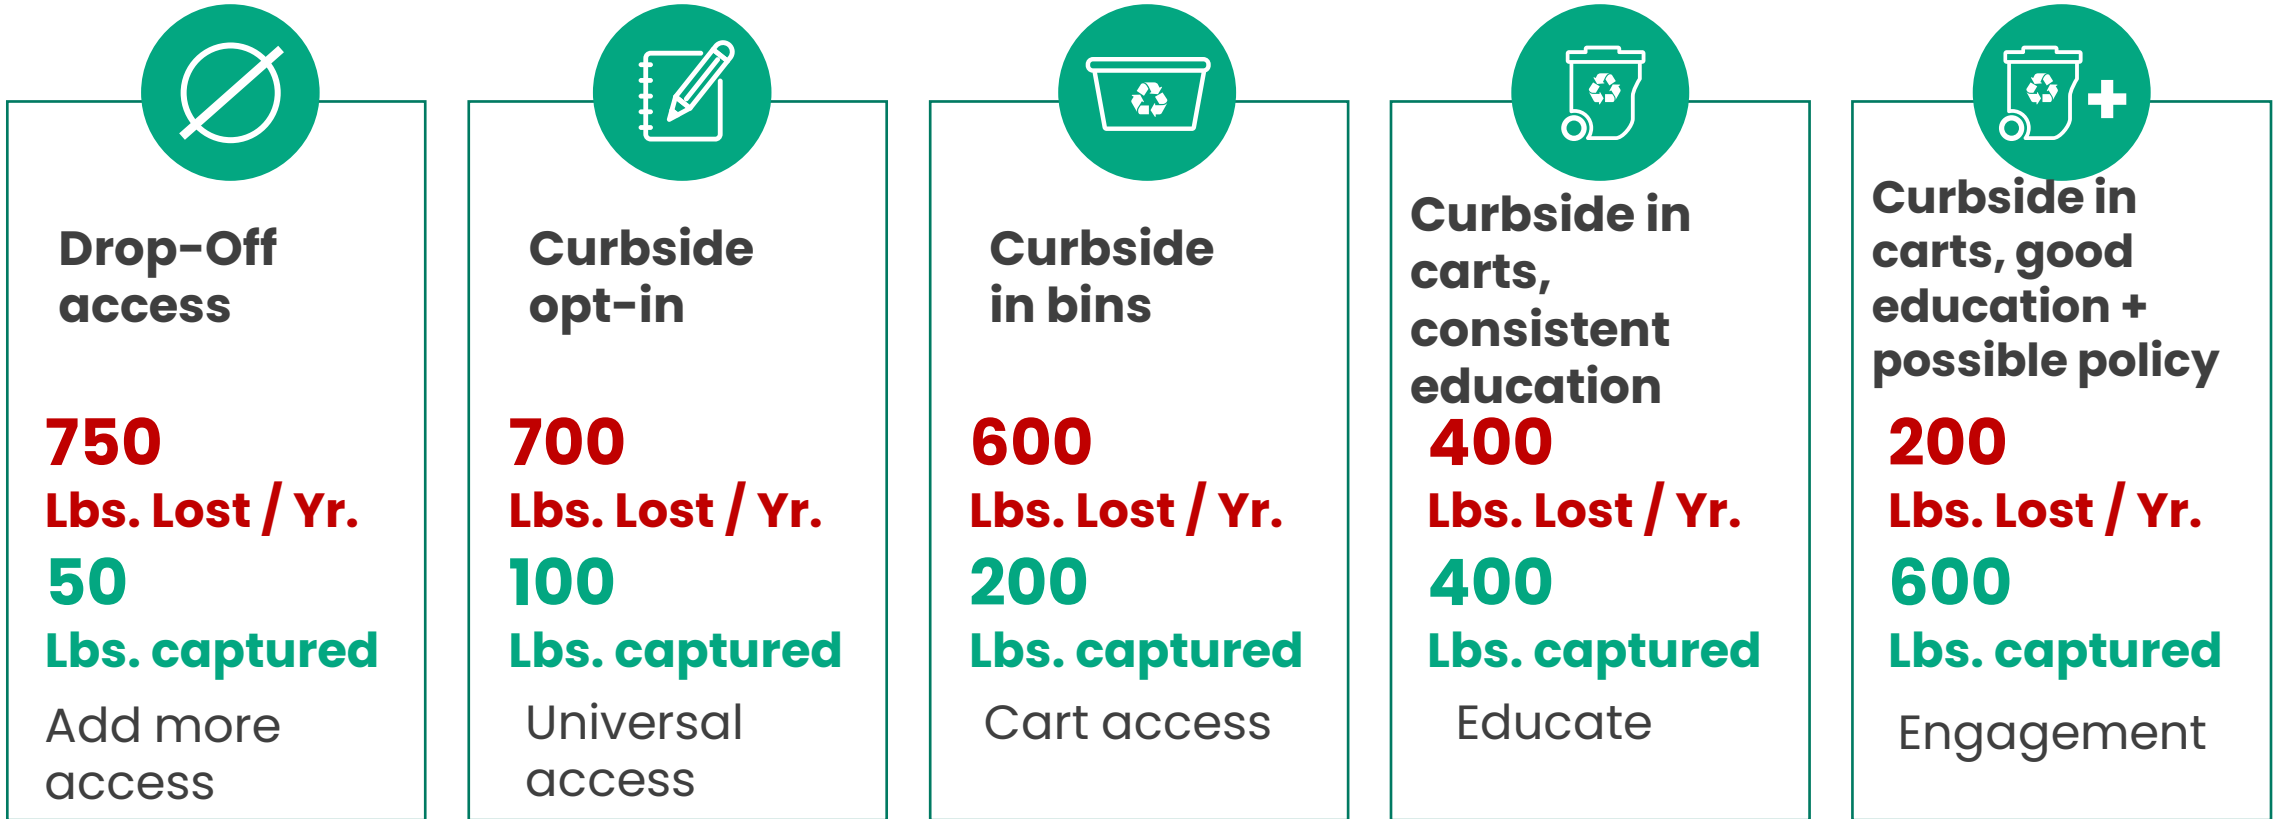 Drop-Off
access
750
Lbs. Lost / Yr.
50
Lbs. captured
Add more
access
Curbside
opt-in
700
Lbs. Lost / Yr.
100
Lbs. captured
Universal
access
Curbside
in bins
600
Lbs. Lost / Yr.
200
Lbs. captured
Cart access
Curbside in
carts,
consistent
education
400
Lbs. Lost / Yr.
400
Lbs. captured
Educate
Curbside in
carts, good
education +
possible policy
200
Lbs. Lost / Yr.
600
Lbs. captured
Engagement